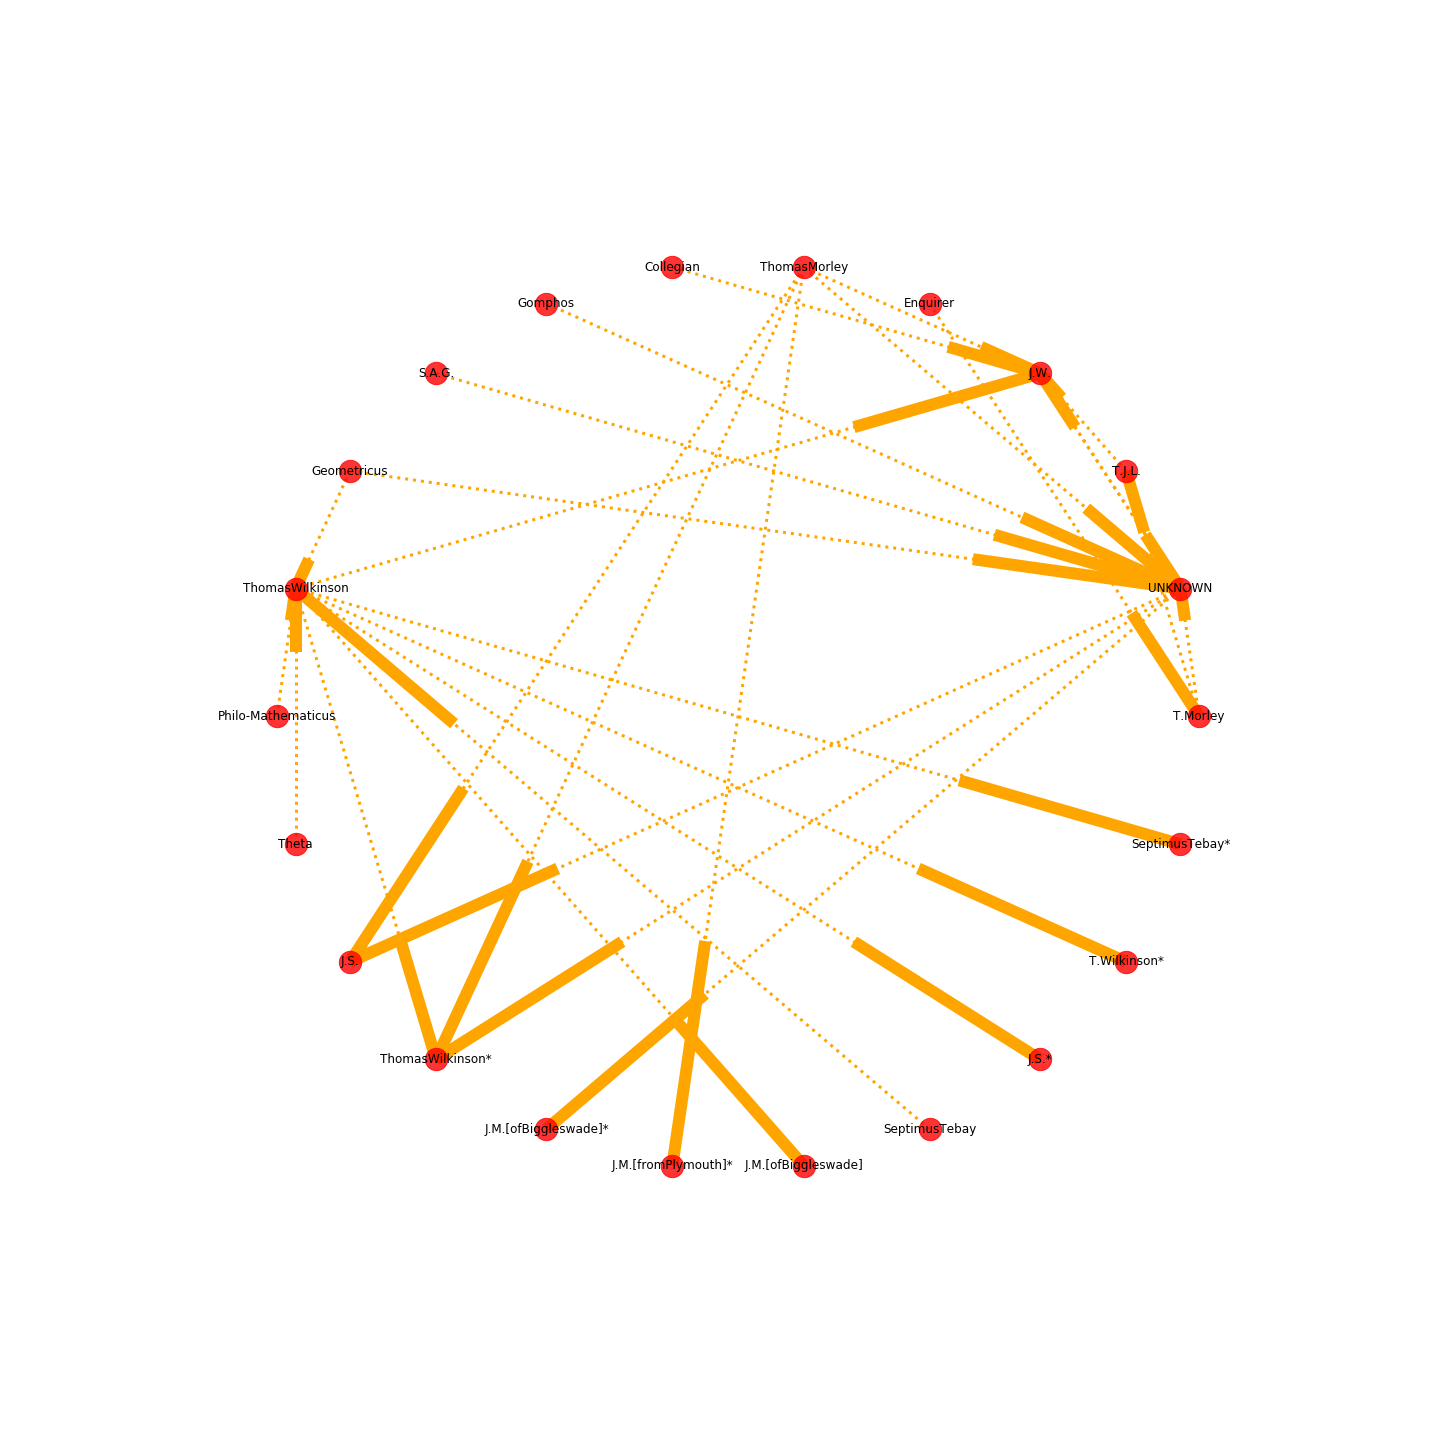 Collegian
ThomasMorley
Gomphos
Enquirer
S.A.G.
J.W.
Geometricus
T.J.L.
ThomasWilkinson
UNKNOWN
Philo-Mathematicus
T.Morley
Theta
SeptimusTebay*
J.S.
T.Wilkinson*
ThomasWilkinson*
J.S.*
J.M.[ofBiggleswade]*
SeptimusTebay
J.M.[fromPlymouth]*
J.M.[ofBiggleswade]